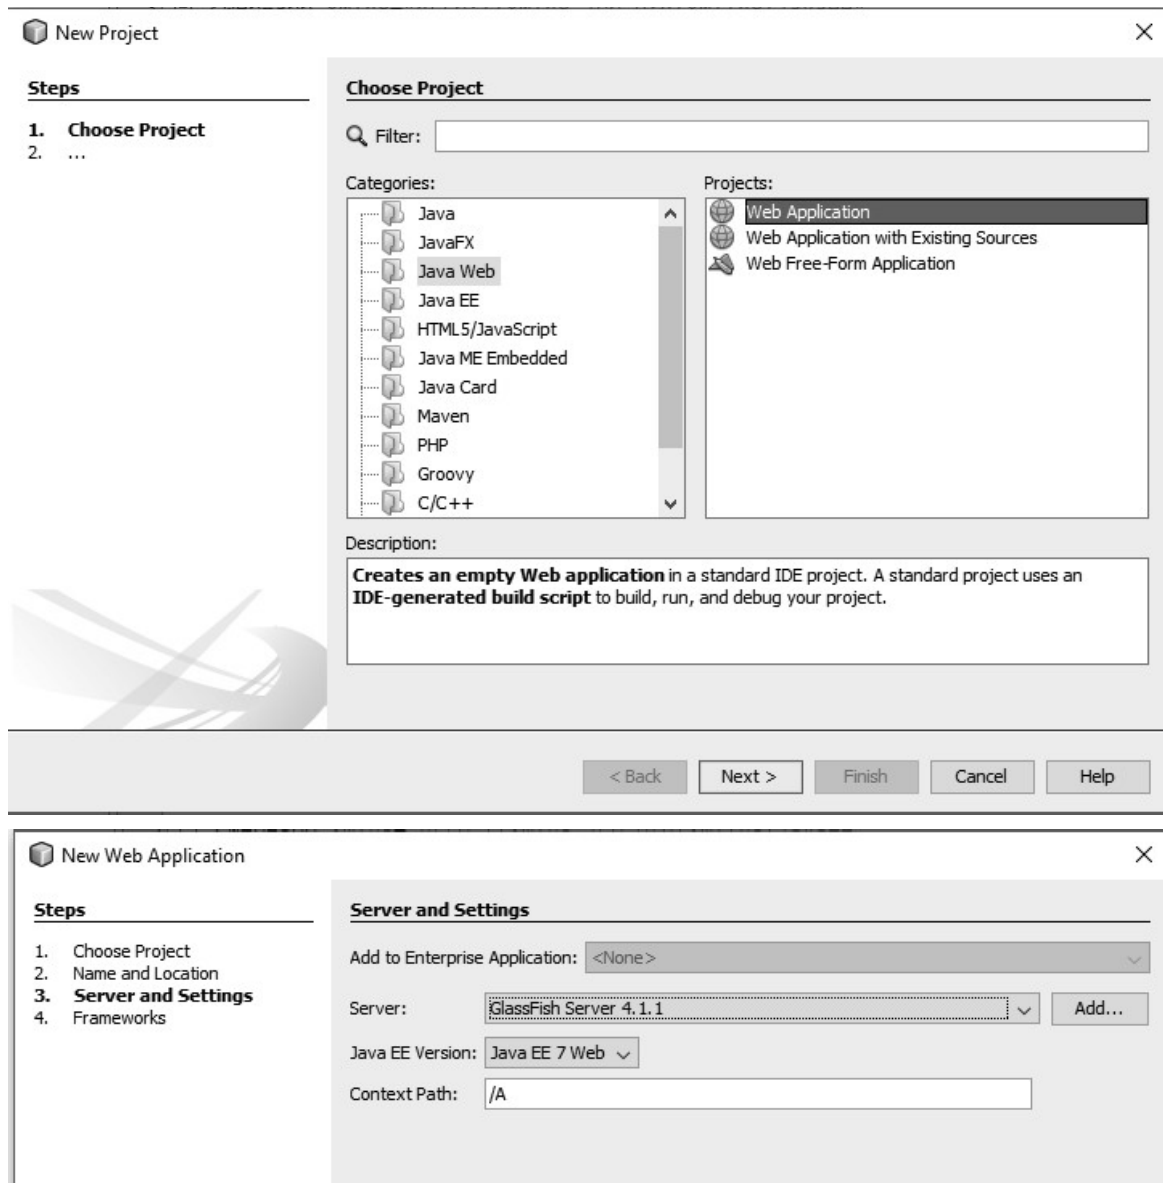 New Project
Steps
1. Choose Project
2. ...
Choose Project
Filter:
Categories:
Java
JavaFX
Java Web
Java EE
HTML5/JavaScript
Java ME Embedded
Java Card
Maven
PHP
Groovy
C/C++
Projects:
Web Application
Web Application with Existing Sources
Web Free-Form Application
Description:
Creates an empty Web application in a standard IDE project. A standard project uses an
IDE-generated build script to build, run, and debug your project.
< Back
Next >
Finish
Cancel
Help
New Web Application
Steps
1. Choose Project
2. Name and Location
3. Server and Settings
4. Frameworks
Server and Settings
Add to Enterprise Application: <None>
Server: GlassFish Server 4.1.1 Add...
Java EE Version: Java EE 7 Web
Context Path: /A